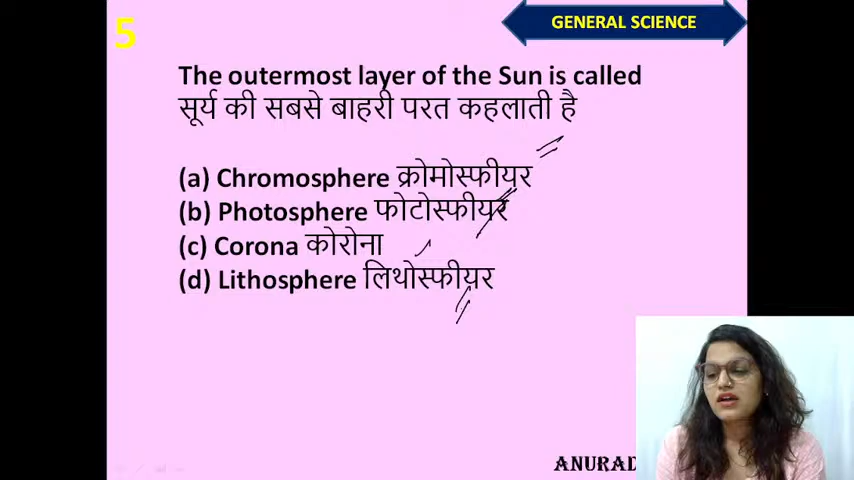 5
GENERAL SCIENCE
The outermost layer of the Sun is called
सूर्य की सबसे बाहरी परत कहलाती है
(a) Chromosphere क्रोमोस्फीयर
(b) Photosphere फोटोस्फीयर
(c) Corona कोरोना
(d) Lithosphere लिथोस्फीयर